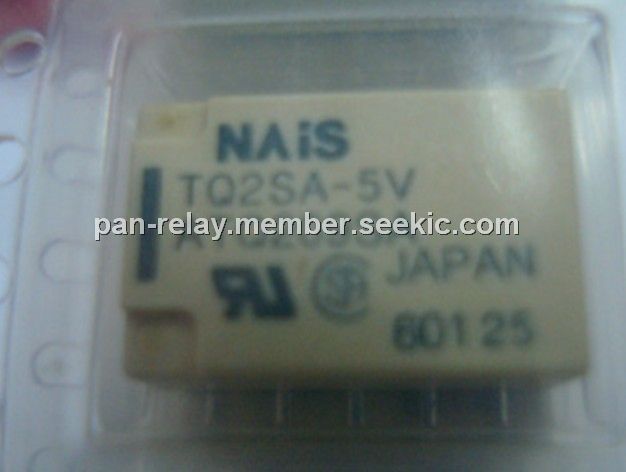 NAiS
TQ2SA-5V
pan-relay.member.seekic.com
JAPAN
60125